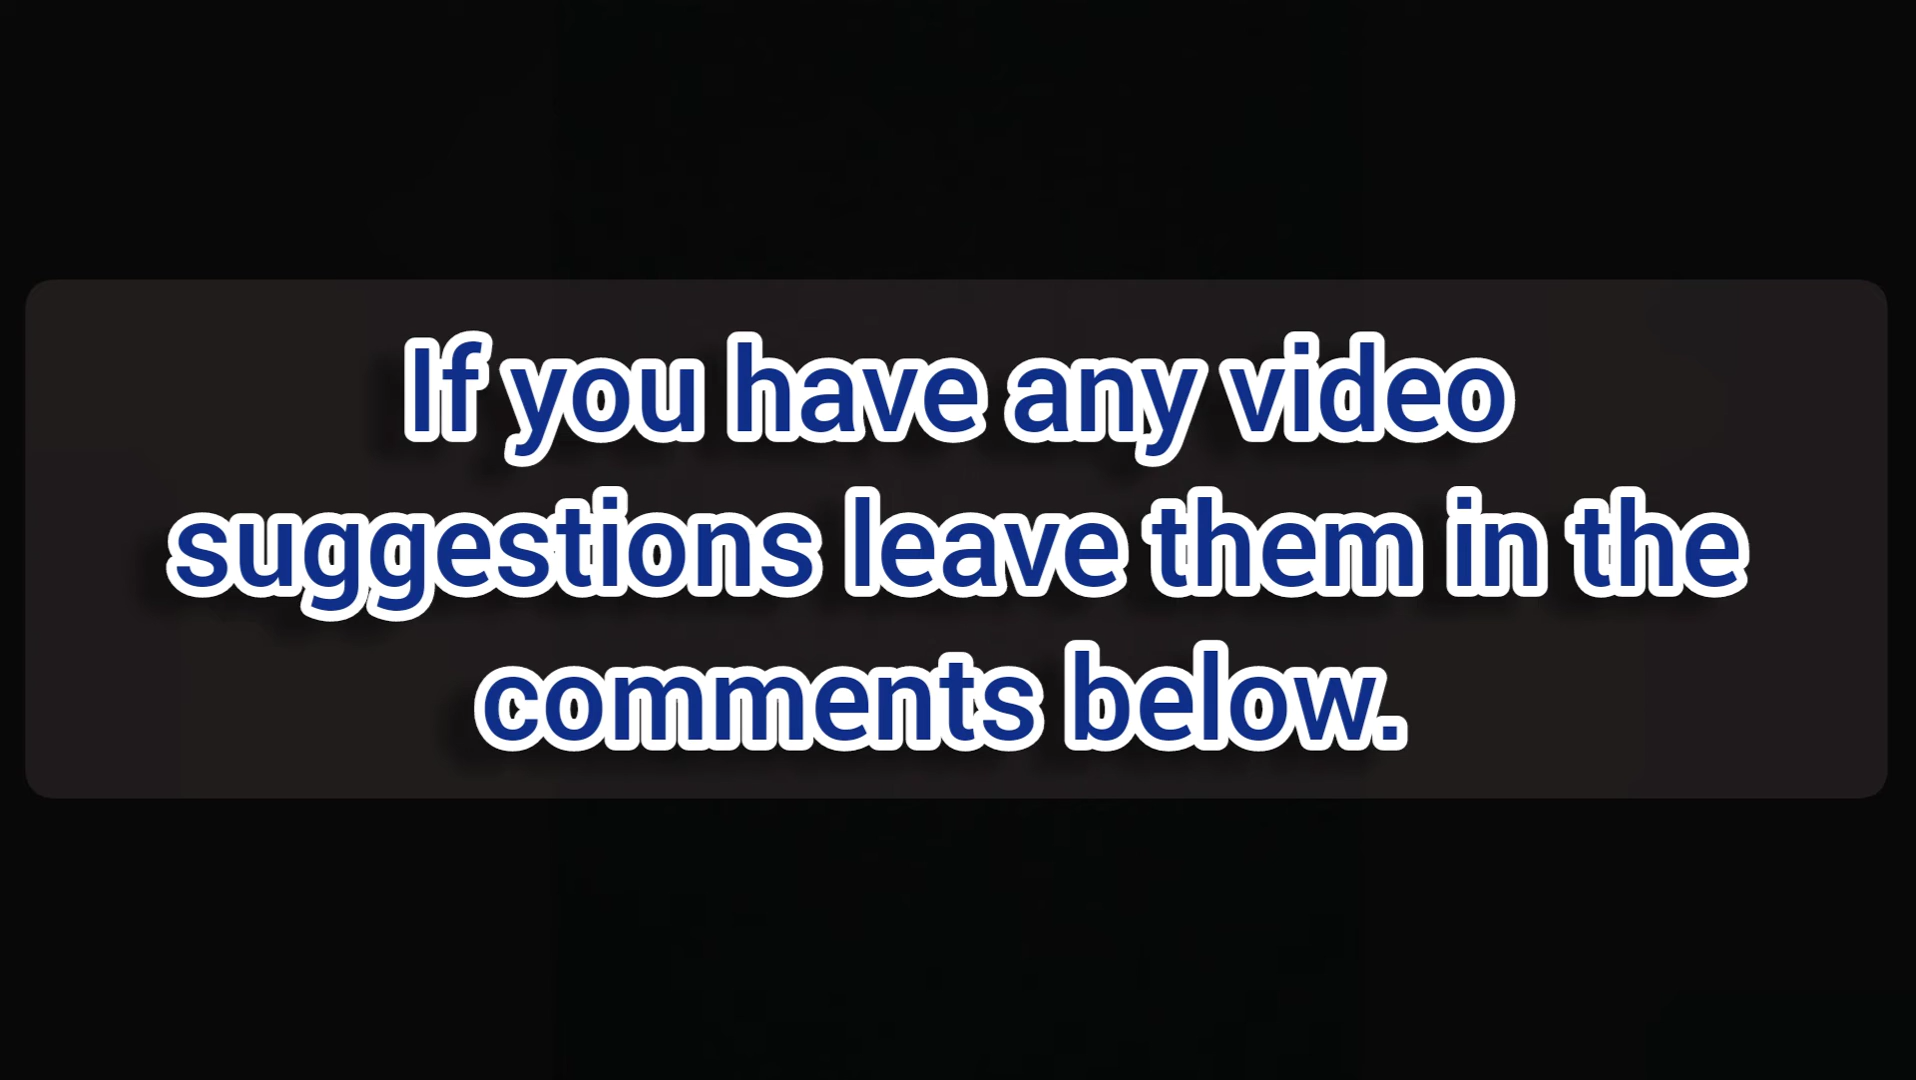 If you have any video
suggestions leave them in the
comments below.